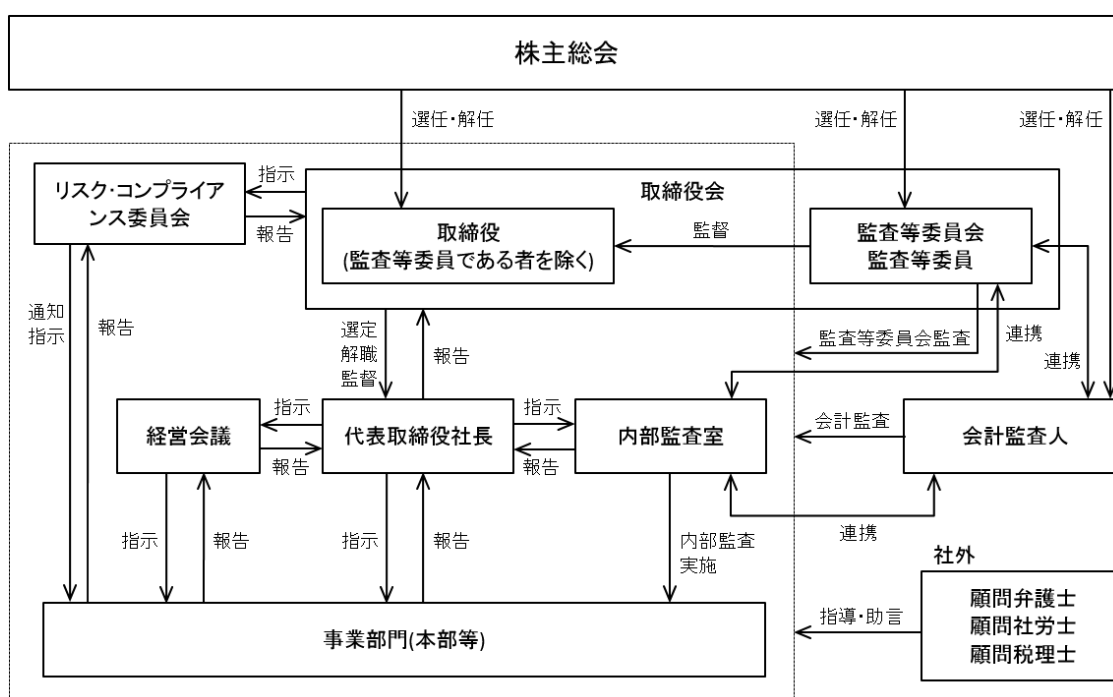 株主総会
選任・解任
選任・解任
選任・解任
リスク・コンプライア
ンス委員会
指示
報告
取締役会
取締役
(監査等委員である者を除く)
監督
監査等委員会
監査等委員
通知
指示
報告
選定
解職
監督
報告
監査等委員会監査
連携
連携
経営会議
指示
報告
代表取締役社長
指示
報告
内部監査室
会計監査
会計監査人
指示
報告
指示
報告
内部監査
実施
連携
社外
事業部門(本部等)
指導・助言
顧問弁護士
顧問社労士
顧問税理士